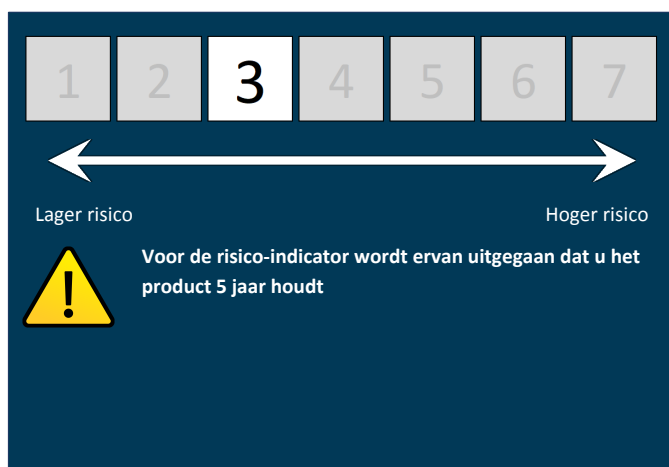 1 2 3 4 5 6 7
Lager risico Hoger risico
Voor de risico-indicator wordt ervan uitgegaan dat u het
product 5 jaar houdt